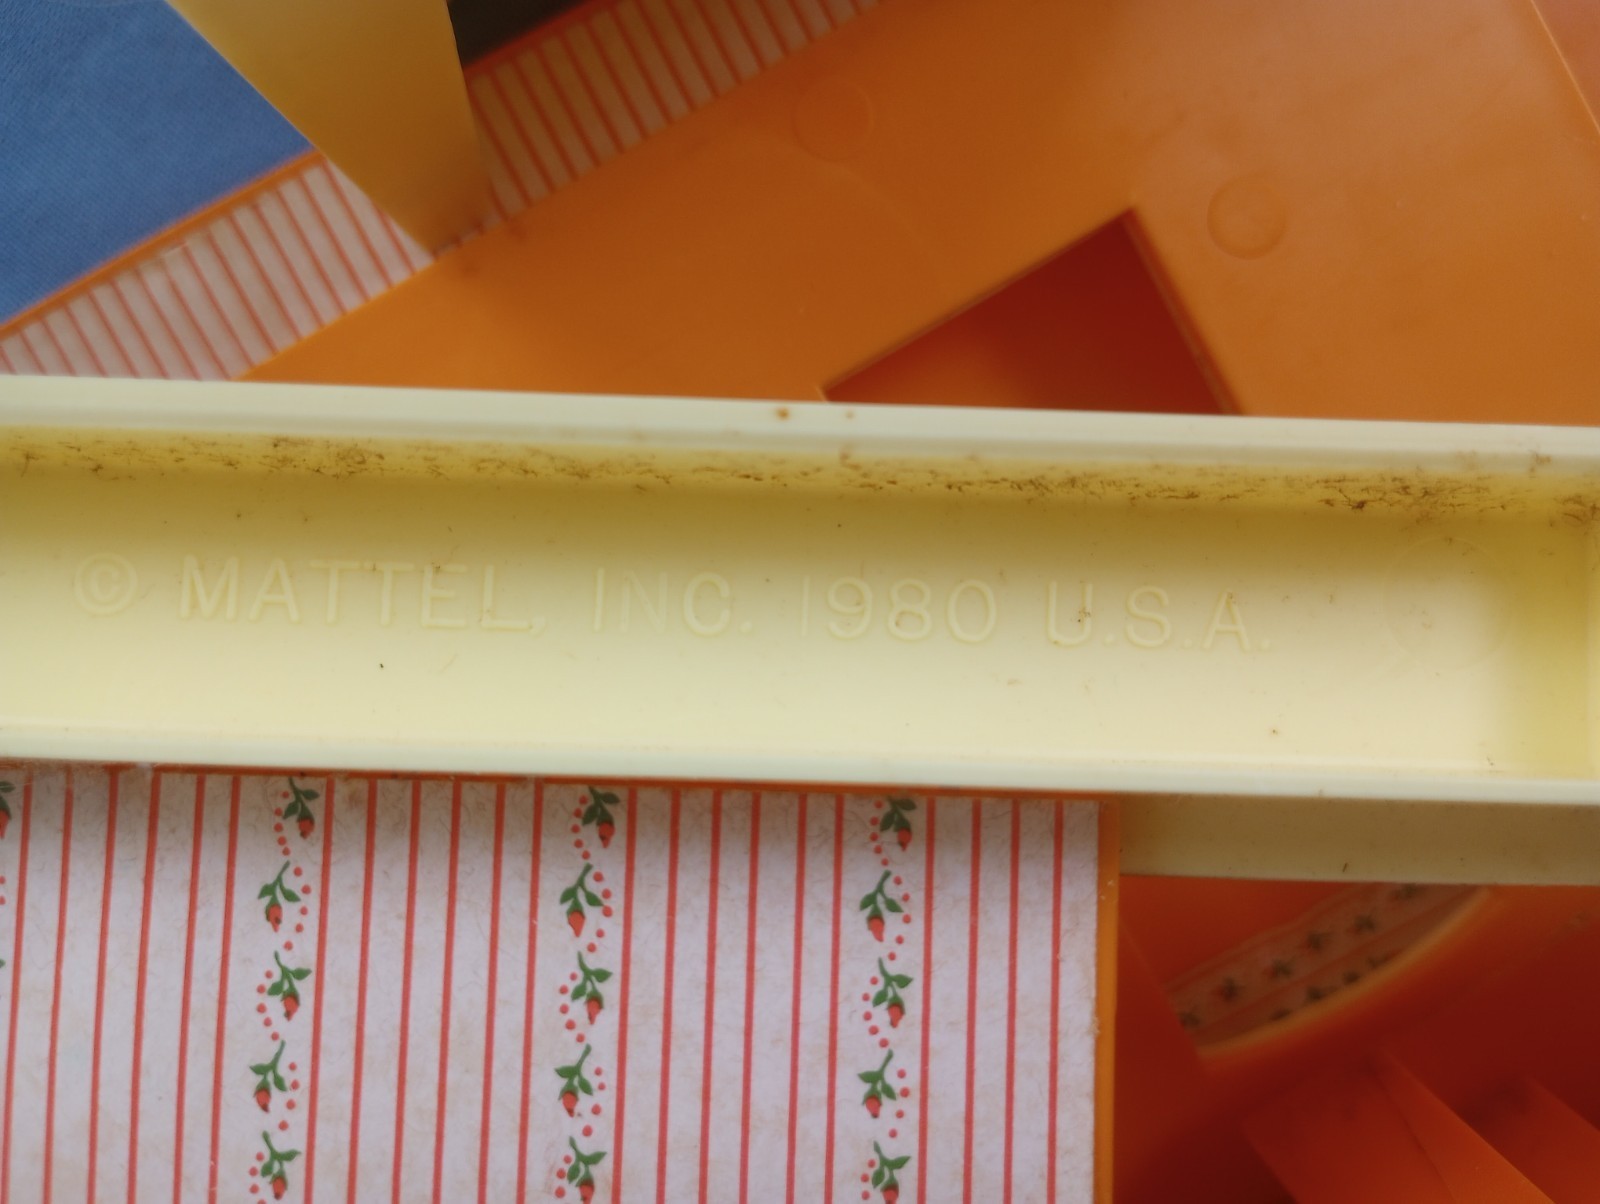 © MATTEL, INC. 1980 U.S.A.